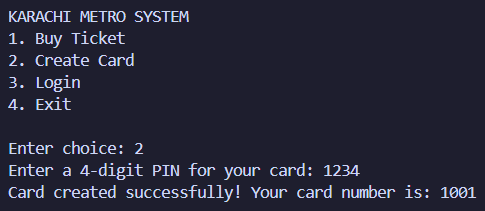 KARACHI METRO SYSTEM
1. Buy Ticket
2. Create Card
3. Login
4. Exit
Enter choice: 2
Enter a 4-digit PIN for your card: 1234
Card created successfully! Your card number is: 1001